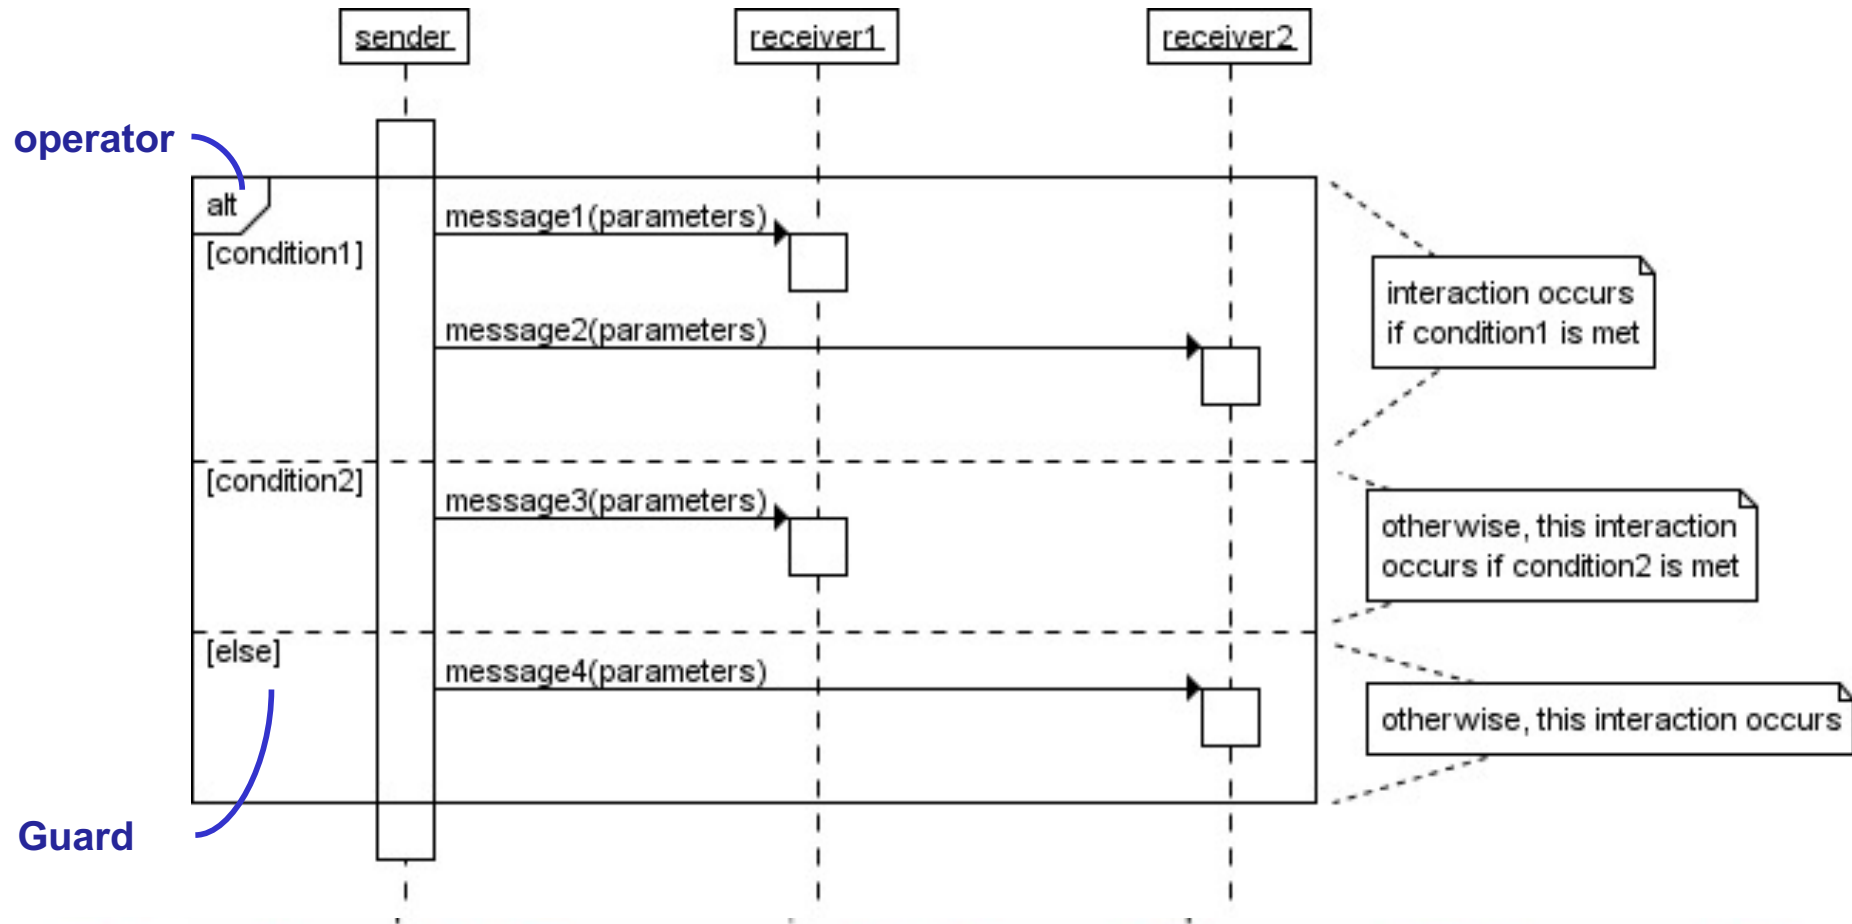 sender
receiver1
receiver2
operator
alt
message1(parameters)
[condition1]
interaction occurs
if condition1 is met
message2(parameters)
[condition2]
message3(parameters)
otherwise, this interaction
occurs if condition2 is met
[else]
message4(parameters)
otherwise, this interaction occurs
Guard